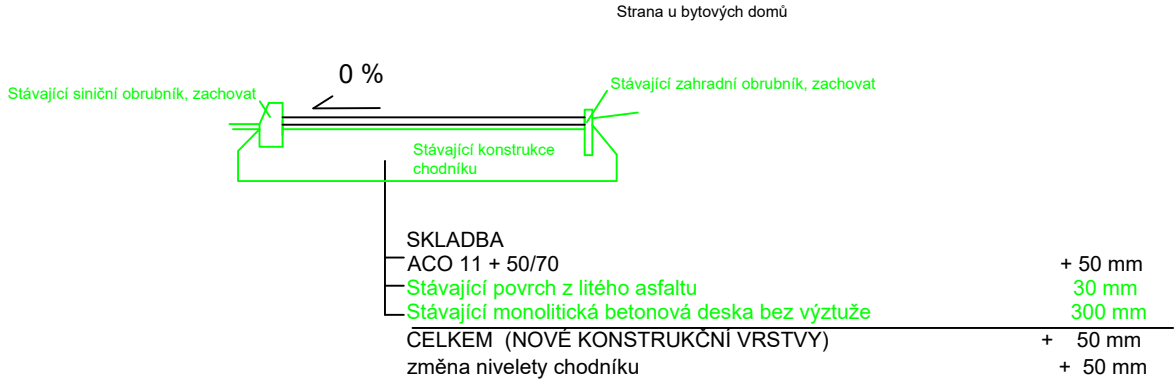 Strana u bytových domů
0 %
Stávající siniční obrubník, zachovat
Stávající zahradní obrubník, zachovat
Stávající konstrukce
chodníku
SKLADBA
ACO 11 + 50/70 + 50 mm
Stávající povrch z litého asfaltu 30 mm
Stávající monolitická betonová deska bez výztuže 300 mm
CELKEM (NOVÉ KONSTRUKČNÍ VRSTVY) + 50 mm
změna nivelety chodníku + 50 mm